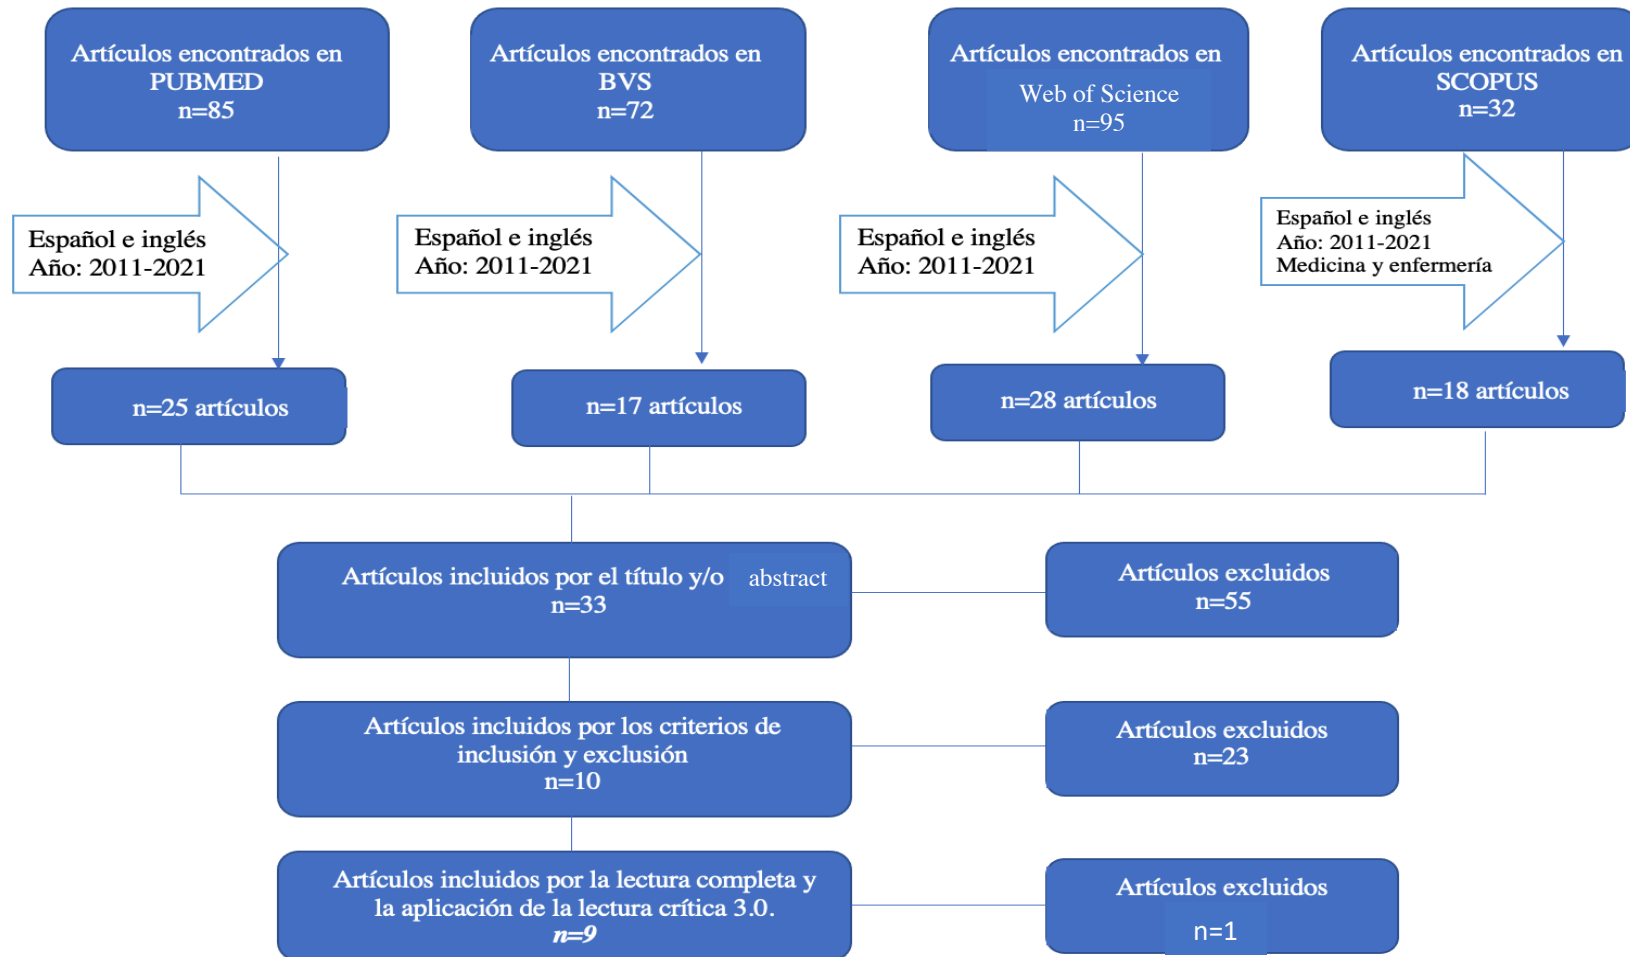 Artículos encontrados en
PUBMED
n=85
Artículos encontrados en
BVS
n=72
Artículos encontrados en
Web of Science
n=95
Artículos encontrados en
SCOPUS
n=32
Español e inglés
Año: 2011-2021
Español e inglés
Año: 2011-2021
Español e inglés
Año: 2011-2021
Español e inglés
Año: 2011-2021
Medicina y enfermería
n=25 artículos
n=17 artículos
n=28 artículos
n=18 artículos
Artículos incluidos por el título y/o abstract
n=33
Artículos excluidos
n=55
Artículos incluidos por los criterios de
inclusión y exclusión
n=10
Artículos excluidos
n=23
Artículos incluidos por la lectura completa y
la aplicación de la lectura crítica 3.0.
n=9
Artículos excluidos
n=1